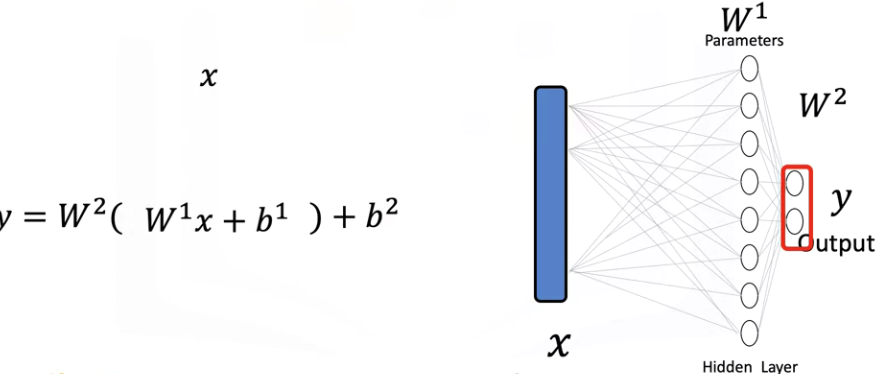 x
y = W²( W¹x + b¹ ) + b²
W¹
Parameters
W²
y
Output
x
Hidden Layer